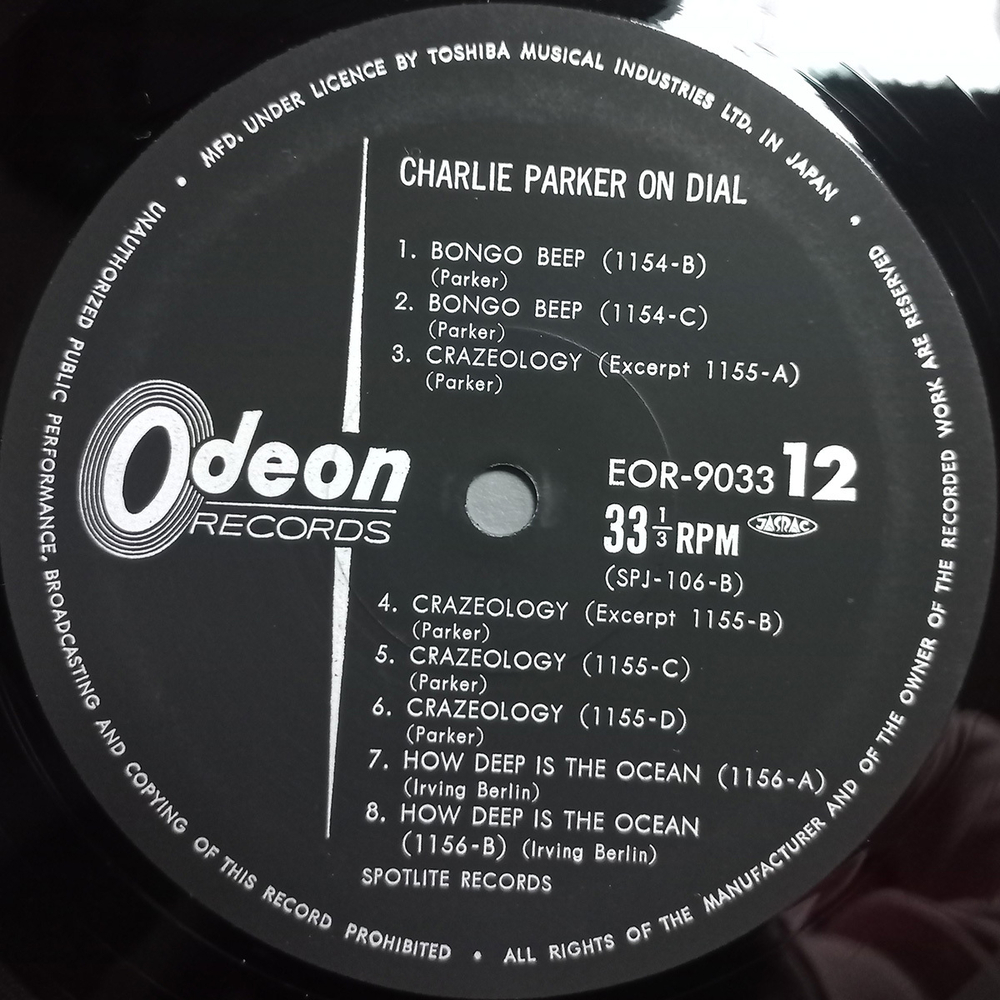 MFD. UNDER LICENCE BY TOSHIBA MUSICAL INDUSTRIES LTD. IN JAPAN •
CHARLIE PARKER ON DIAL
1. BONGO BEEP (1154-B)
(Parker)
2. BONGO BEEP (1154-C)
(Parker)
3. CRAZEOLOGY (Excerpt 1155-A)
(Parker)
Odeon
RECORDS
EOR-9033 12
33 1/3 RPM JASRAC
(SPJ-106-B)
4. CRAZEOLOGY (Excerpt 1155-B)
(Parker)
5. CRAZEOLOGY (1155-C)
(Parker)
6. CRAZEOLOGY (1155-D)
(Parker)
7. HOW DEEP IS THE OCEAN (1156-A)
(Irving Berlin)
8. HOW DEEP IS THE OCEAN
(1156-B) (Irving Berlin)
SPOTLITE RECORDS
ALL RIGHTS OF THE MANUFACTURER AND OF THE OWNER OF THE RECORDED WORK ARE RESERVED •
UNAUTHORIZED PUBLIC PERFORMANCE, BROADCASTING AND COPYING OF THIS RECORD PROHIBITED •